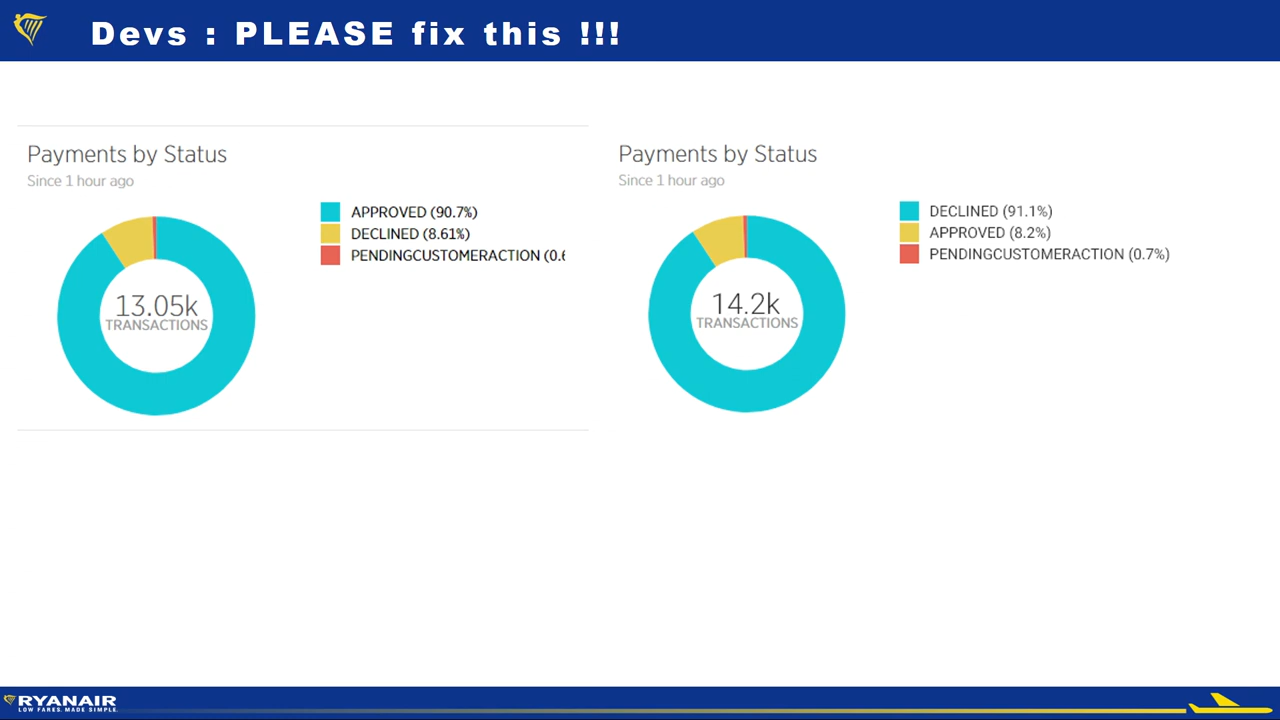 Devs : PLEASE fix this !!!
Payments by Status
Since 1 hour ago
APPROVED (90.7%)
DECLINED (8.61%)
PENDINGCUSTOMERACTION (0.6
13.05k
TRANSACTIONS
Payments by Status
Since 1 hour ago
DECLINED (91.1%)
APPROVED (8.2%)
PENDINGCUSTOMERACTION (0.7%)
14.2k
TRANSACTIONS
RYANAIR
LOW FARES. MADE SIMPLE.